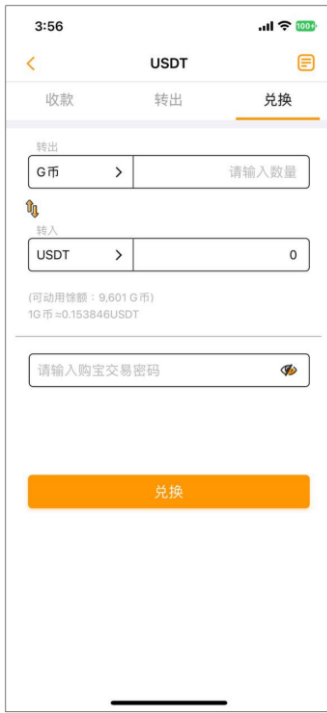 3:56
100+
USDT
收款 转出 兑换
转出
G币 请输入数量
转入
USDT 0
(可动用馀额：9,601 G币)
1G币≈0.153846USDT
请输入购宝交易密码
兑换